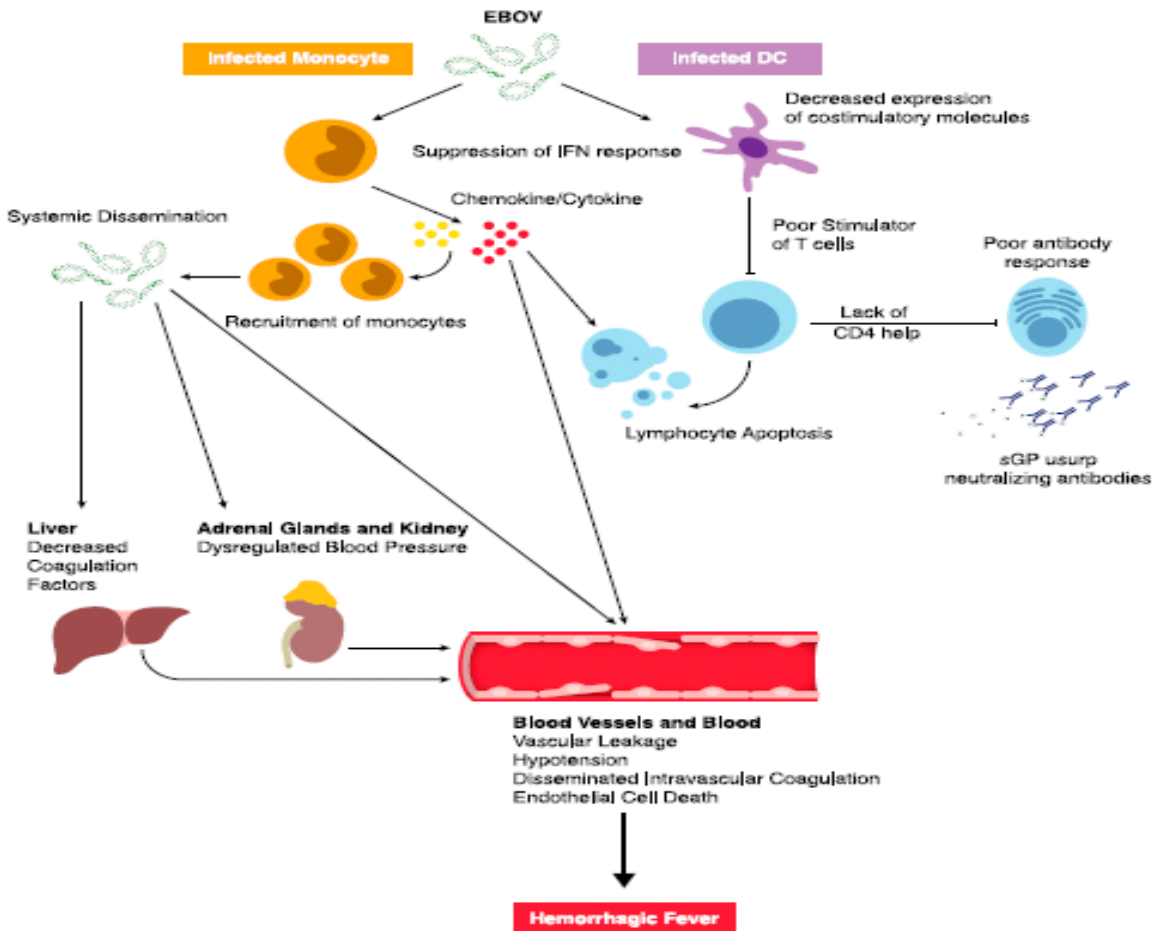 EBOV
Infected Monocyte
Infected DC
Decreased expression
of costimulatory molecules
Suppression of IFN response
Chemokine/Cytokine
Systemic Dissemination
Poor Stimulator
of T cells
Poor antibody
response
Recruitment of monocytes
Lack of
CD4 help
Lymphocyte Apoptosis
sGP usurp
neutralizing antibodies
Liver
Decreased
Coagulation
Factors
Adrenal Glands and Kidney
Dysregulated Blood Pressure
Blood Vessels and Blood
Vascular Leakage
Hypotension
Disseminated Intravascular Coagulation
Endothelial Cell Death
Hemorrhagic Fever